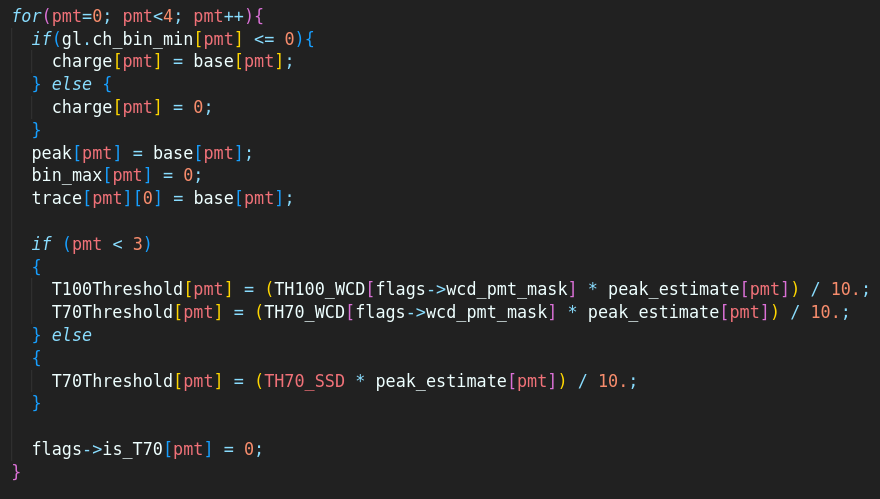 for(pmt=0; pmt<4; pmt++){
  if(gl.ch_bin_min[pmt] <= 0){
    charge[pmt] = base[pmt];
  } else {
    charge[pmt] = 0;
  }
  peak[pmt] = base[pmt];
  bin_max[pmt] = 0;
  trace[pmt][0] = base[pmt];

  if (pmt < 3)
  {
    T100Threshold[pmt] = (TH100_WCD[flags->wcd_pmt_mask] * peak_estimate[pmt]) / 10.;
    T70Threshold[pmt] = (TH70_WCD[flags->wcd_pmt_mask] * peak_estimate[pmt]) / 10.;
  } else
  {
    T70Threshold[pmt] = (TH70_SSD * peak_estimate[pmt]) / 10.;
  }

  flags->is_T70[pmt] = 0;
}